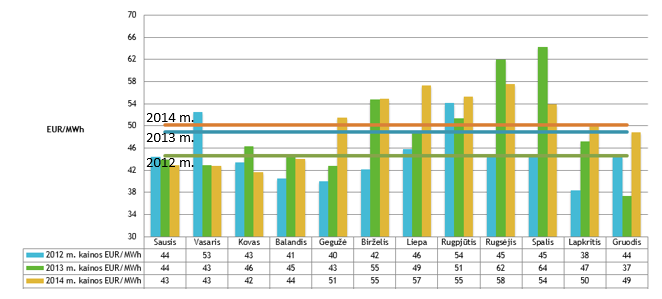 70
66
62
58
54
50
46
42
38
34
30
EUR/MWh
2014 m.
2013 m.
2012 m.
Sausis Vasaris Kovas Balandis Gegužė Birželis Liepa Rugpjūtis Rugsėjis Spalis Lapkritis Gruodis
2012 m. kainos EUR/MWh 44 53 43 41 40 42 46 54 45 45 38 44
2013 m. kainos EUR/MWh 44 43 46 45 43 55 49 51 62 64 47 37
2014 m. kainos EUR/MWh 43 43 42 44 51 55 57 55 58 54 50 49